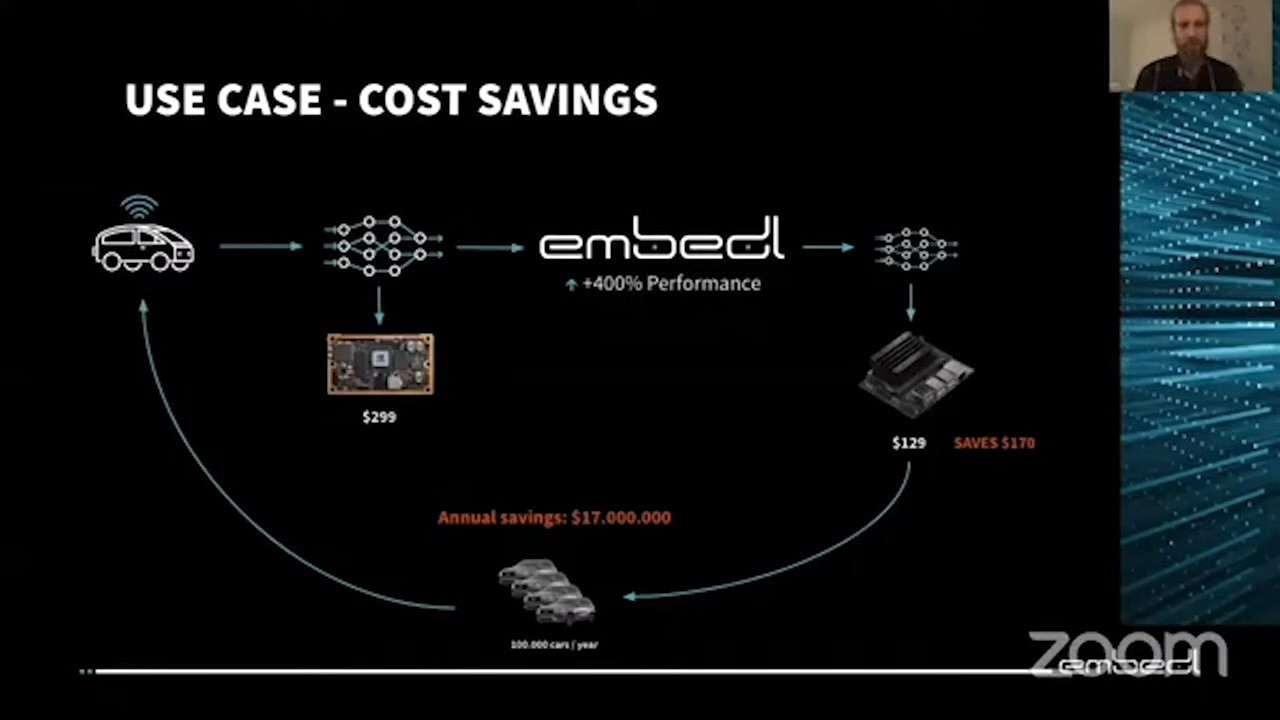 USE CASE - COST SAVINGS
embedl
+400% Performance
$299
$129 SAVES $170
Annual savings: $17.000.000
100.000 cars / year
zoom
embedl